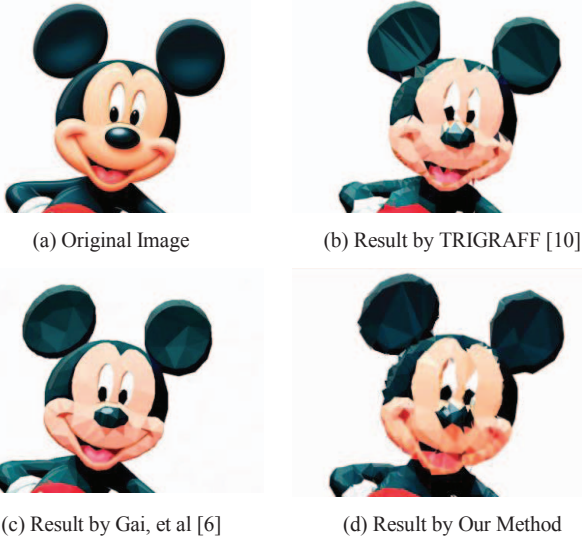 (a) Original Image
(b) Result by TRIGRAFF [10]
(c) Result by Gai, et al [6]
(d) Result by Our Method